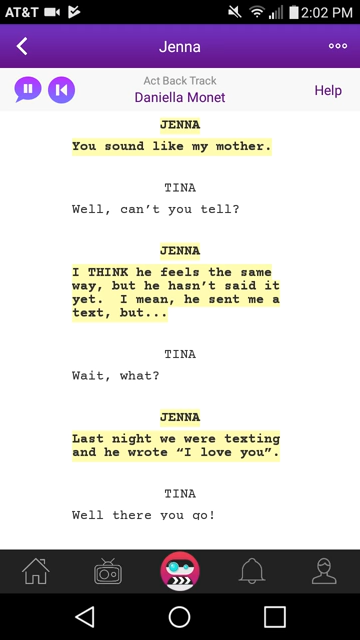 AT&T 2:02 PM
Jenna
Act Back Track
Daniella Monet
Help
JENNA
You sound like my mother.
TINA
Well, can't you tell?
JENNA
I THINK he feels the same
way, but he hasn't said it
yet. I mean, he sent me a
text, but...
TINA
Wait, what?
JENNA
Last night we were texting
and he wrote “I love you”.
TINA
Well there you go!